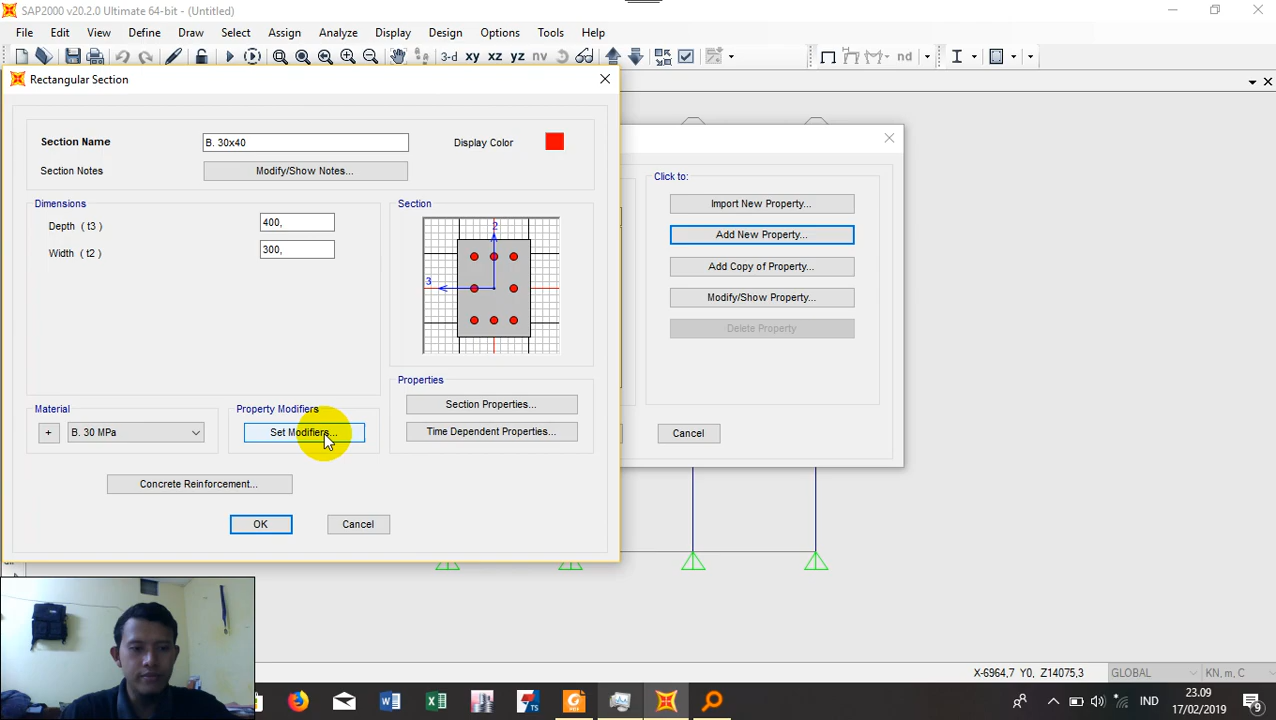 SAP2000 v20.2.0 Ultimate 64-bit - (Untitled)
File Edit View Define Draw Select Assign Analyze Display Design Options Tools Help
3-d xy xz yz nv nd
Rectangular Section
Section Name B. 30x40 Display Color
Section Notes Modify/Show Notes...
Dimensions
Depth ( t3 ) 400,
Width ( t2 ) 300,
Section
2
3
Properties
Section Properties...
Time Dependent Properties...
Material
+ B. 30 MPa
Property Modifiers
Set Modifiers...
Concrete Reinforcement...
OK Cancel
Click to:
Import New Property...
Add New Property...
Add Copy of Property...
Modify/Show Property...
Delete Property
Cancel
X-6964,7 Y0, Z14075,3 GLOBAL KN, m, C
IND
23.09
17/02/2019
9